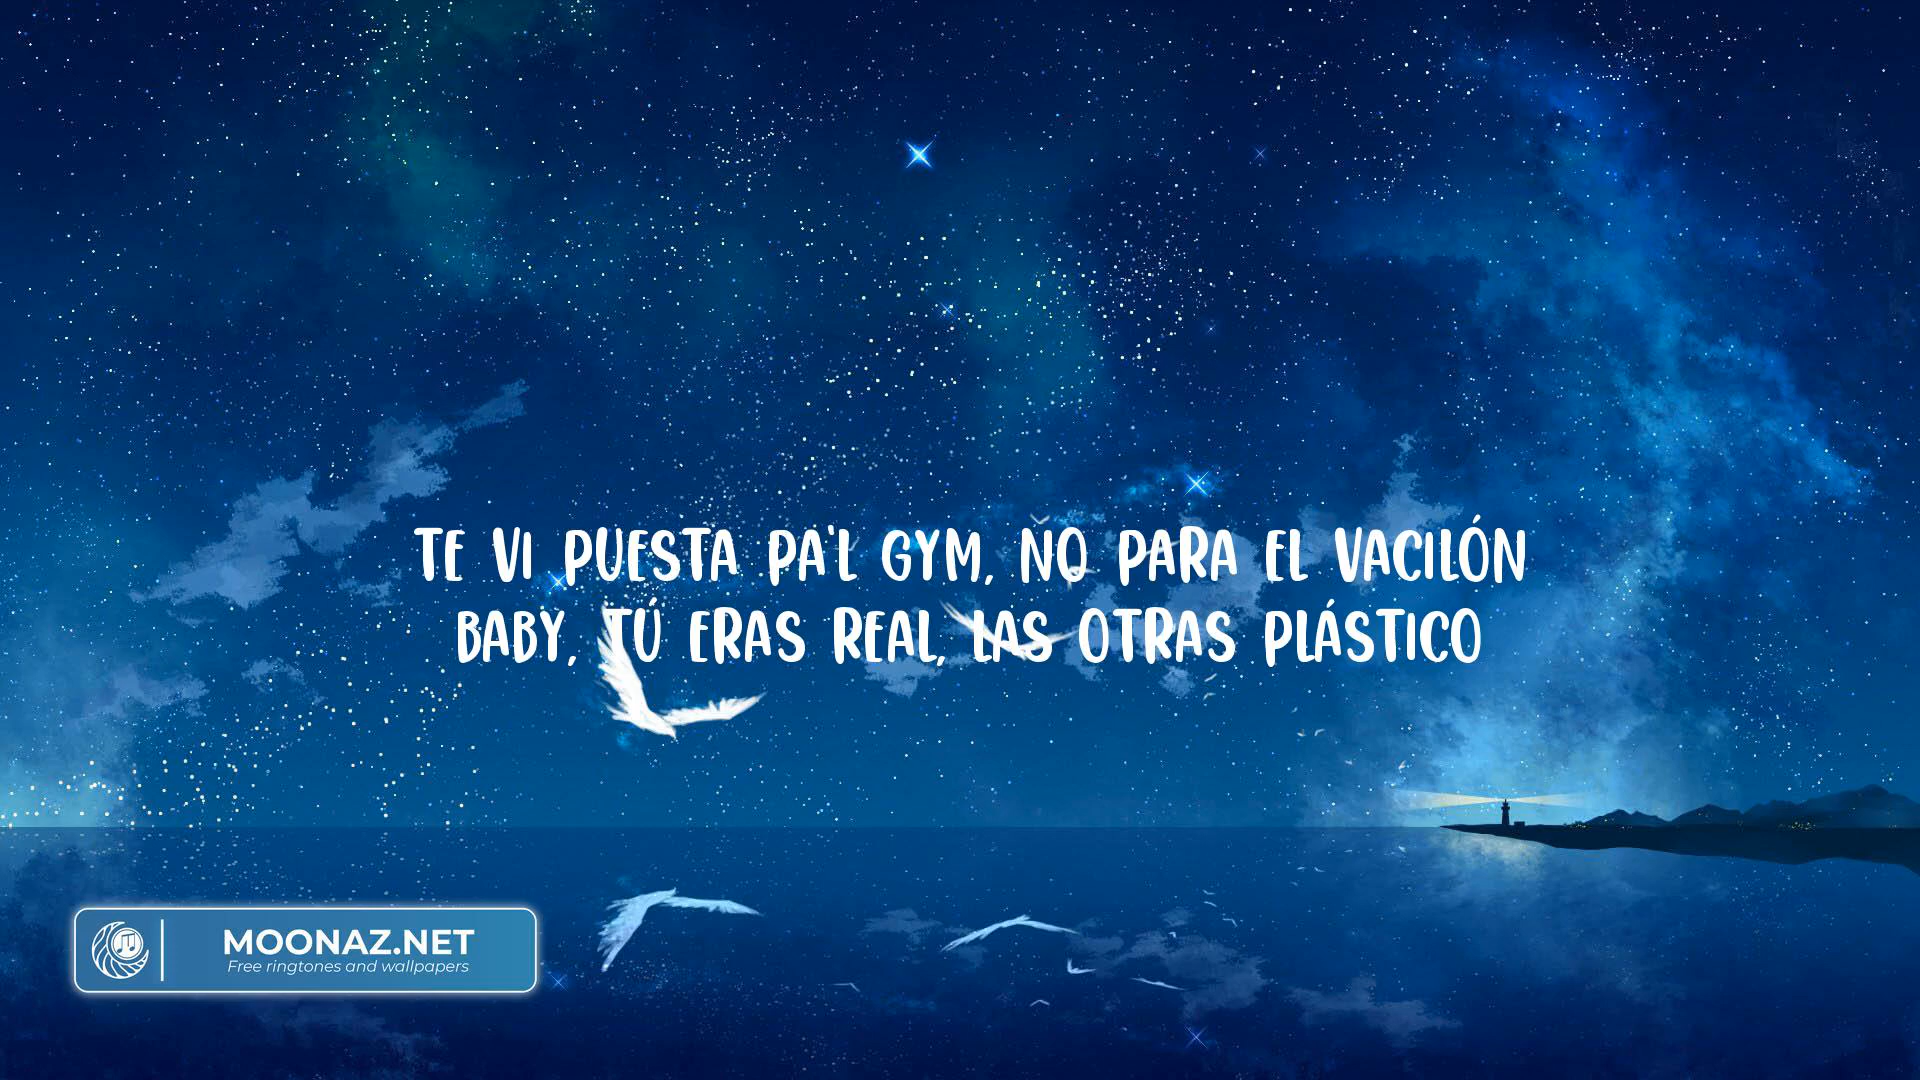 TE VI PUESTA PA'L GYM, NO PARA EL VACILÓN
BABY, TÚ ERAS REAL, LAS OTRAS PLÁSTICO
MOONAZ.NET
Free ringtones and wallpapers